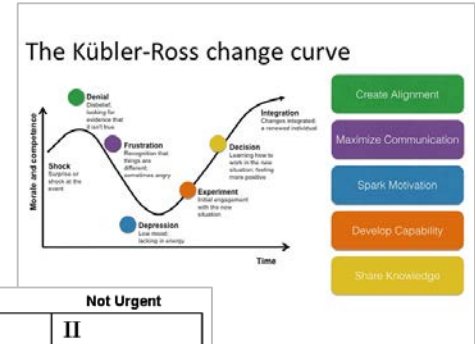 The Kübler-Ross change curve
Morale and competence
Denial
Disbelief;
looking for
evidence that
it isn't true
Frustration
Recognition that
things are
different;
sometimes angry
Shock
Surprise or
shock at the
event
Depression
Low mood;
lacking in energy
Experiment
Initial engagement
with the new
situation
Decision
Learning how to
work in the new
situation; feeling
more positive
Integration
Changes integrated;
a renewed individual
Time
Create Alignment
Maximize Communication
Spark Motivation
Develop Capability
Share Knowledge
Not Urgent
II